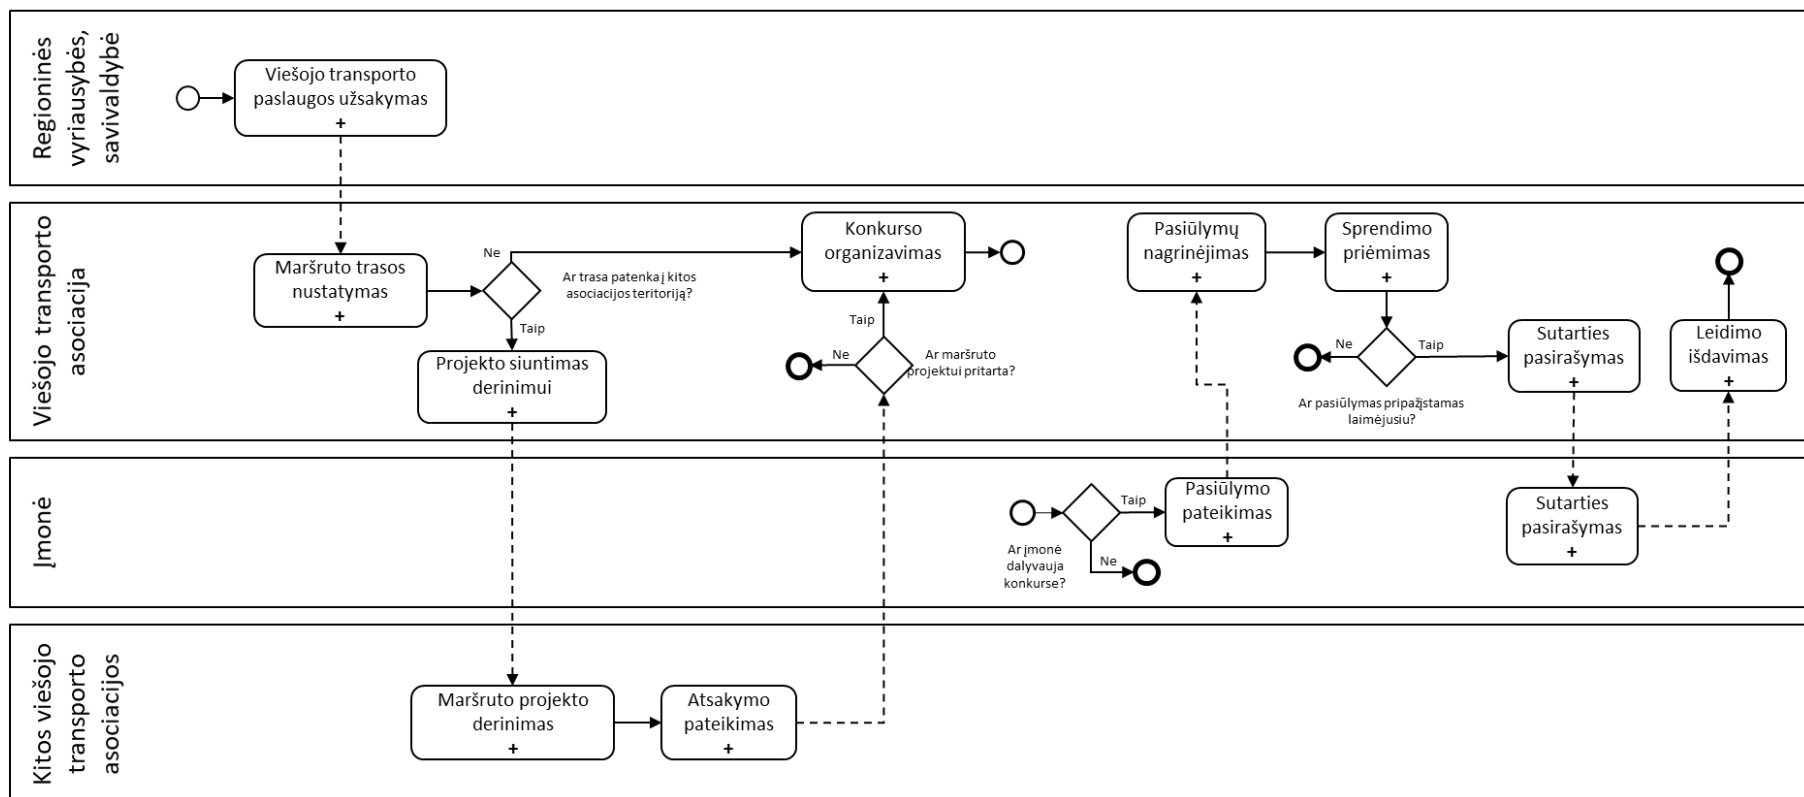 Regioninės
vyriausybės,
savivaldybė
Viešojo transporto
paslaugos užsakymas
+
Viešojo transporto
asociacija
Maršruto trasos
nustatymas
+
Ne
Ar trasa patenka į kitos
asociacijos teritoriją?
Taip
Projekto siuntimas
derinimui
+
Konkurso
organizavimas
+
Taip
Ne
Ar maršruto
projektui pritarta?
Pasiūlymų
nagrinėjimas
+
Sprendimo
priėmimas
+
Ne
Taip
Ar pasiūlymas pripažįstamas
laimėjusiu?
Sutarties
pasirašymas
+
Leidimo
išdavimas
+
Įmonė
Ar įmonė
dalyvauja
konkurse?
Taip
Ne
Pasiūlymo
pateikimas
+
Sutarties
pasirašymas
+
Kitos viešojo
transporto
asociacijos
Maršruto projekto
derinimas
+
Atsakymo
pateikimas
+